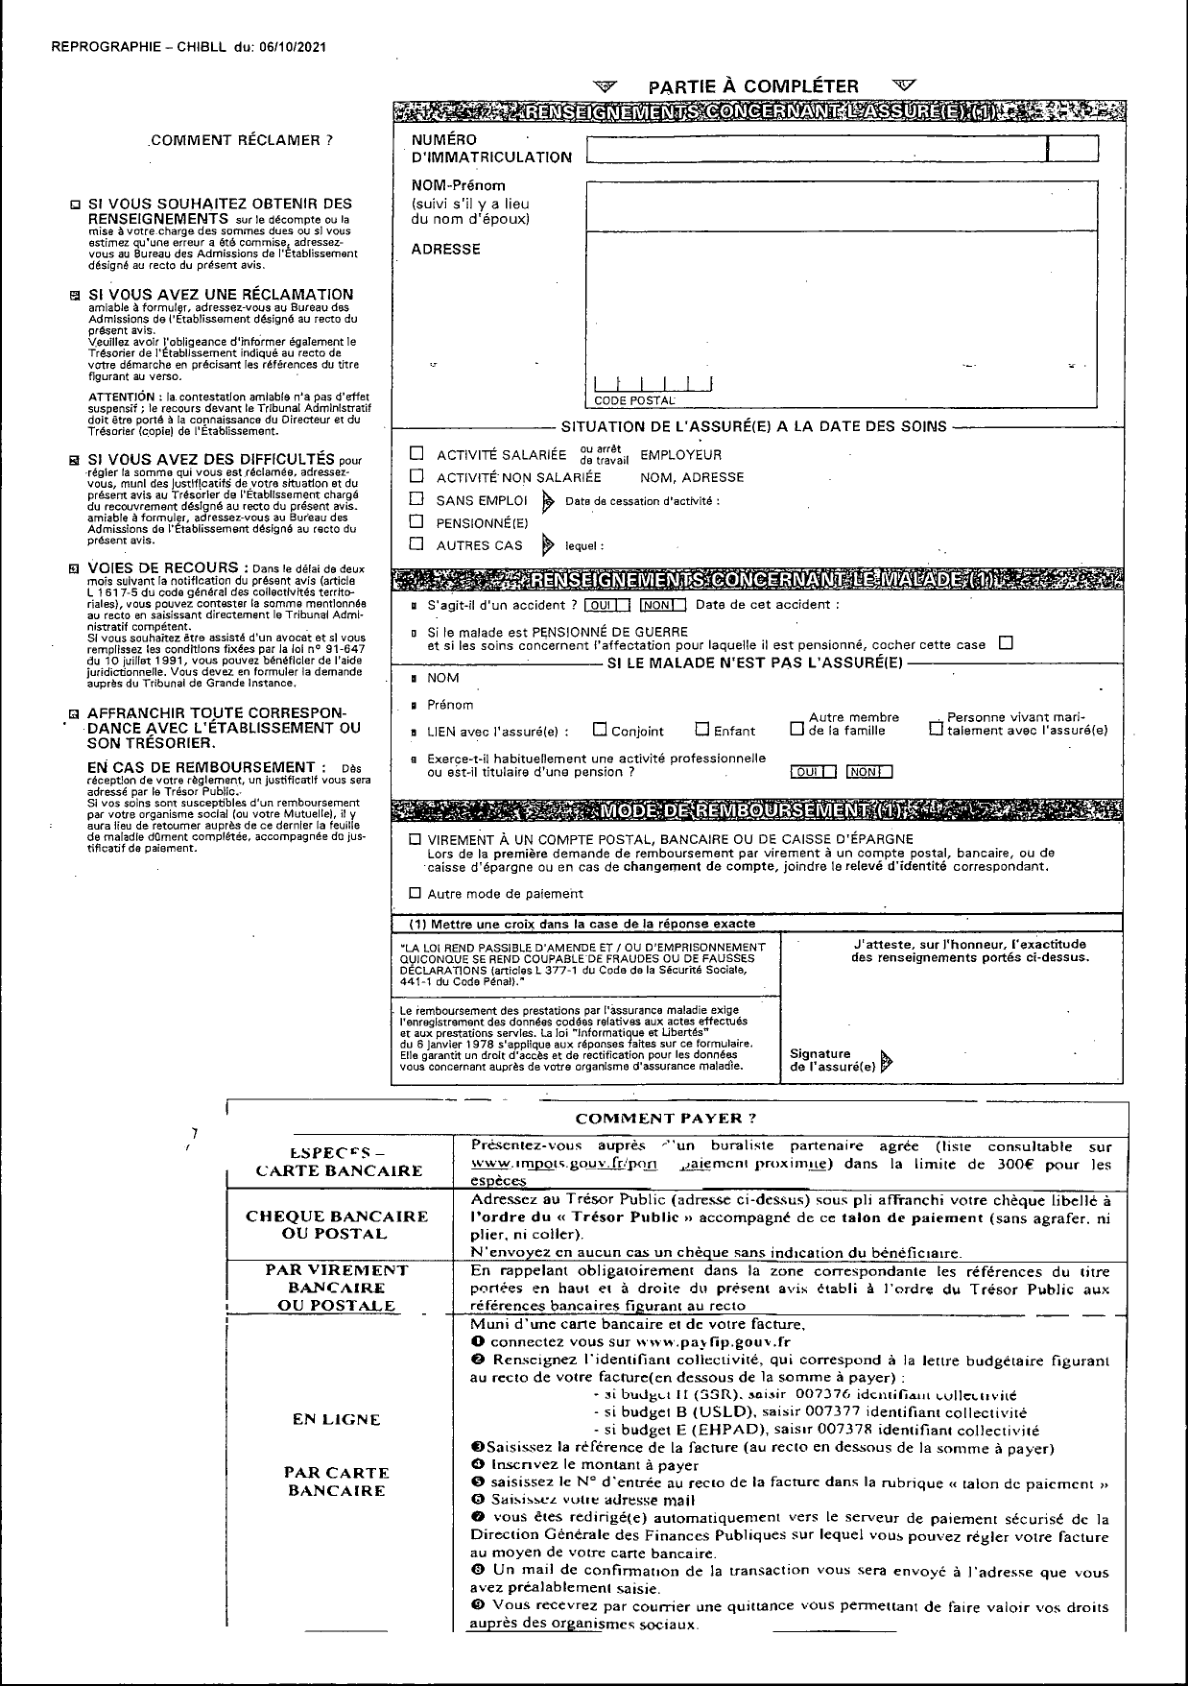 REPROGRAPHIE – CHIBLL du: 06/10/2021
PARTIE À COMPLÉTER
COMMENT RÉCLAMER ?
SI VOUS SOUHAITEZ OBTENIR DES
RENSEIGNEMENTS sur le décompte ou la
mise à votre charge des sommes dues ou si vous
estimez qu'une erreur a été commise, adressez-
vous au Bureau des Admissions de l'Établissement
désigné au recto du présent avis.
SI VOUS AVEZ UNE RÉCLAMATION
amiable à formuler, adressez-vous au Bureau des
Admissions de l'Établissement désigné au recto du
présent avis.
Veuillez avoir l'obligeance d'informer également le
Trésorier de l'Établissement indiqué au recto de
votre démarche en précisant les références du titre
figurant au verso.
ATTENTION : la contestation amiable n'a pas d'effet
suspensif ; le recours devant le Tribunal Administratif
doit être porté à la connaissance du Directeur et du
Trésorier (copie) de l'Établissement.
SI VOUS AVEZ DES DIFFICULTÉS pour
régler la somme qui vous est réclamée, adressez-
vous, muni des justificatifs de votre situation et du
présent avis au Trésorier de l'Établissement chargé
du recouvrement désigné au recto du présent avis.
amiable à formuler, adressez-vous au Bureau des
Admissions de l'Établissement désigné au recto du
présent avis.
VOIES DE RECOURS : Dans le délai de deux
mois suivant la notification du présent avis (article
L 1617-5 du code général des collectivités territo-
riales), vous pouvez contester la somme mentionnée
au recto en saisissant directement le Tribunal Admi-
nistratif compétent.
Si vous souhaitez être assisté d'un avocat et si vous
remplissez les conditions fixées par la loi n° 91-647
du 10 juillet 1991, vous pouvez bénéficier de l'aide
juridictionnelle. Vous devez en formuler la demande
auprès du Tribunal de Grande Instance.
AFFRANCHIR TOUTE CORRESPON-
DANCE AVEC L'ÉTABLISSEMENT OU
SON TRÉSORIER.
EN CAS DE REMBOURSEMENT : Dès
réception de votre règlement, un justificatif vous sera
adressé par le Trésor Public.
Si vos soins sont susceptibles d'un remboursement
par votre organisme social (ou votre Mutuelle), il y
aura lieu de retourner auprès de ce dernier la feuille
de maladie dûment complétée, accompagnée du jus-
tificatif de paiement.
RENSEIGNEMENTS CONCERNANT L'ASSURÉ(E) (1)
NUMÉRO
D'IMMATRICULATION
NOM-Prénom
(suivi s'il y a lieu
du nom d'époux)
ADRESSE
CODE POSTAL
SITUATION DE L'ASSURÉ(E) A LA DATE DES SOINS
ACTIVITÉ SALARIÉE ou arrêt de travail EMPLOYEUR
ACTIVITÉ NON SALARIÉE NOM, ADRESSE
SANS EMPLOI Date de cessation d'activité :
PENSIONNÉ(E)
AUTRES CAS lequel :
RENSEIGNEMENTS CONCERNANT LE MALADE (1)
S'agit-il d'un accident ? OUI NON Date de cet accident :
Si le malade est PENSIONNÉ DE GUERRE
et si les soins concernent l'affectation pour laquelle il est pensionné, cocher cette case
SI LE MALADE N'EST PAS L'ASSURÉ(E)
NOM
Prénom
LIEN avec l'assuré(e) : Conjoint Enfant Autre membre de la famille Personne vivant mari-talement avec l'assuré(e)
Exerce-t-il habituellement une activité professionnelle
ou est-il titulaire d'une pension ? OUI NON
MODE DE REMBOURSEMENT (1)
VIREMENT À UN COMPTE POSTAL, BANCAIRE OU DE CAISSE D'ÉPARGNE
Lors de la première demande de remboursement par virement à un compte postal, bancaire, ou de
caisse d'épargne ou en cas de changement de compte, joindre le relevé d'identité correspondant.
Autre mode de paiement
(1) Mettre une croix dans la case de la réponse exacte
"LA LOI REND PASSIBLE D'AMENDE ET / OU D'EMPRISONNEMENT
QUICONQUE SE REND COUPABLE DE FRAUDES OU DE FAUSSES
DÉCLARATIONS (articles L 377-1 du Code de la Sécurité Sociale,
441-1 du Code Pénal)."
Le remboursement des prestations par l'assurance maladie exige
l'enregistrement des données codées relatives aux actes effectués
et aux prestations servies. La loi "Informatique et Libertés"
du 6 janvier 1978 s'applique aux réponses faites sur ce formulaire.
Elle garantit un droit d'accès et de rectification pour les données
vous concernant auprès de votre organisme d'assurance maladie.
J'atteste, sur l'honneur, l'exactitude
des renseignements portés ci-dessus.
Signature
de l'assuré(e)
COMMENT PAYER ?
ESPECES –
CARTE BANCAIRE
Présentez-vous auprès d'un buraliste partenaire agrée (liste consultable sur
www.impots.gouv.fr/ paiement proximite) dans la limite de 300€ pour les
espèces
CHEQUE BANCAIRE
OU POSTAL
Adressez au Trésor Public (adresse ci-dessus) sous pli affranchi votre chèque libellé à
l'ordre du « Trésor Public » accompagné de ce talon de paiement (sans agrafer, ni
plier, ni coller).
N'envoyez en aucun cas un chèque sans indication du bénéficiaire.
PAR VIREMENT
BANCAIRE
OU POSTALE
En rappelant obligatoirement dans la zone correspondante les références du titre
portées en haut et à droite du présent avis établi à l'ordre du Trésor Public aux
références bancaires figurant au recto
EN LIGNE
PAR CARTE
BANCAIRE
Muni d'une carte bancaire et de votre facture,
❶ connectez vous sur www.payfip.gouv.fr
❷ Renseignez l'identifiant collectivité, qui correspond à la lettre budgétaire figurant
au recto de votre facture(en dessous de la somme à payer) :
- si budget H (SSR), saisir 007376 identifiant collectivité
- si budget B (USLD), saisir 007377 identifiant collectivité
- si budget E (EHPAD), saisir 007378 identifiant collectivité
❸Saisissez la référence de la facture (au recto en dessous de la somme à payer)
❹ Inscrivez le montant à payer
❺ saisissez le N° d'entrée au recto de la facture dans la rubrique « talon de paiement »
❻ Saisissez votre adresse mail
❼ vous êtes redirigé(e) automatiquement vers le serveur de paiement sécurisé de la
Direction Générale des Finances Publiques sur lequel vous pouvez régler votre facture
au moyen de votre carte bancaire.
❽ Un mail de confirmation de la transaction vous sera envoyé à l'adresse que vous
avez préalablement saisie.
❾ Vous recevrez par courrier une quittance vous permettant de faire valoir vos droits
auprès des organismes sociaux.